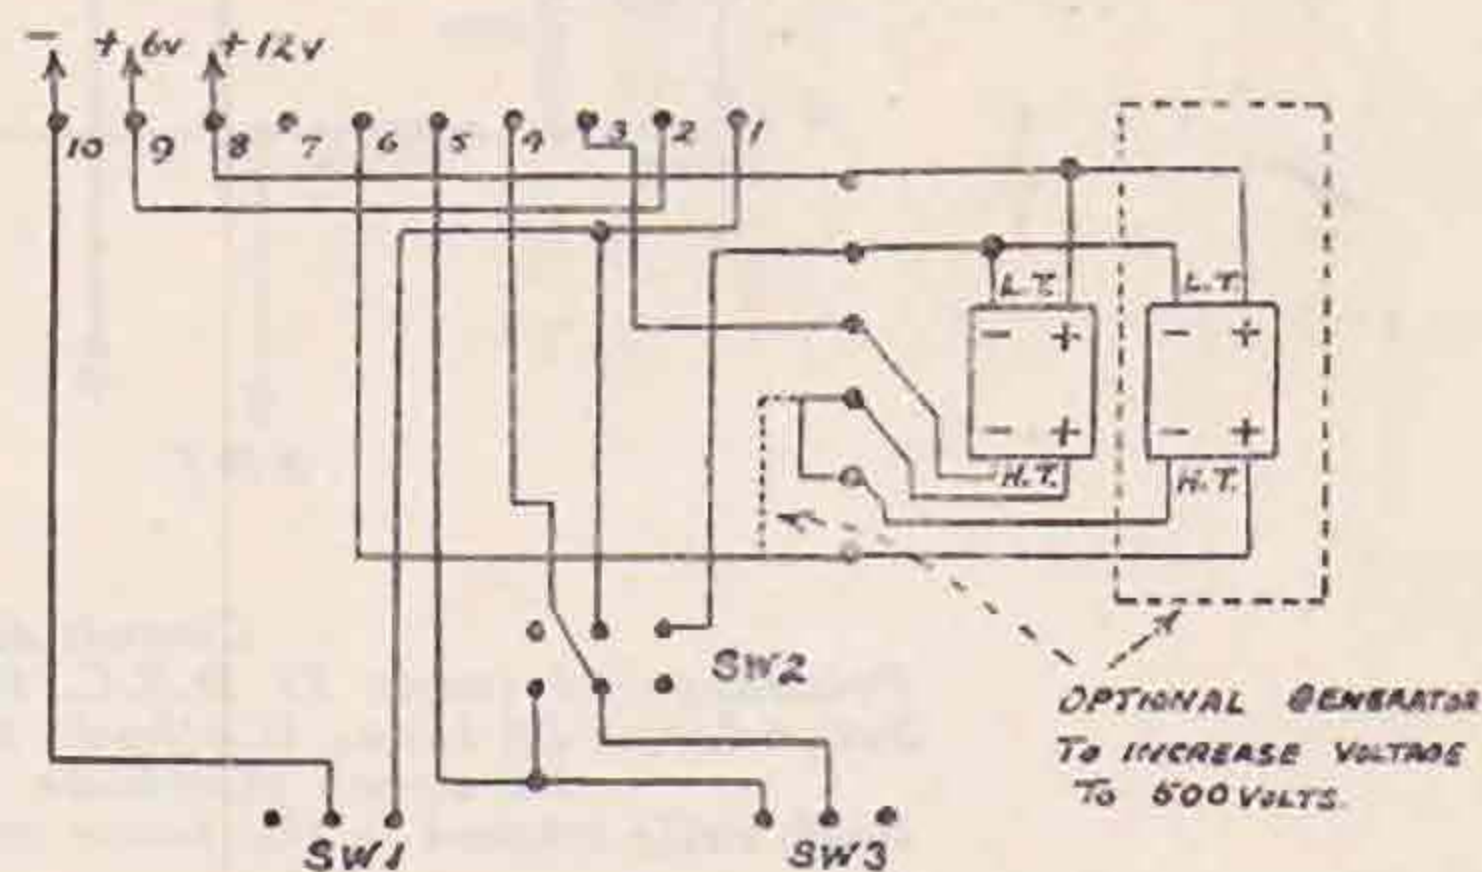 - + 6v + 12v
10 9 8 7 6 5 4 3 2 1
L.T. L.T.
- + - +
- + - +
H.T. H.T.
SW2
OPTIONAL GENERATOR
TO INCREASE VOLTAGE
TO 500 VOLTS.
SW1 SW3